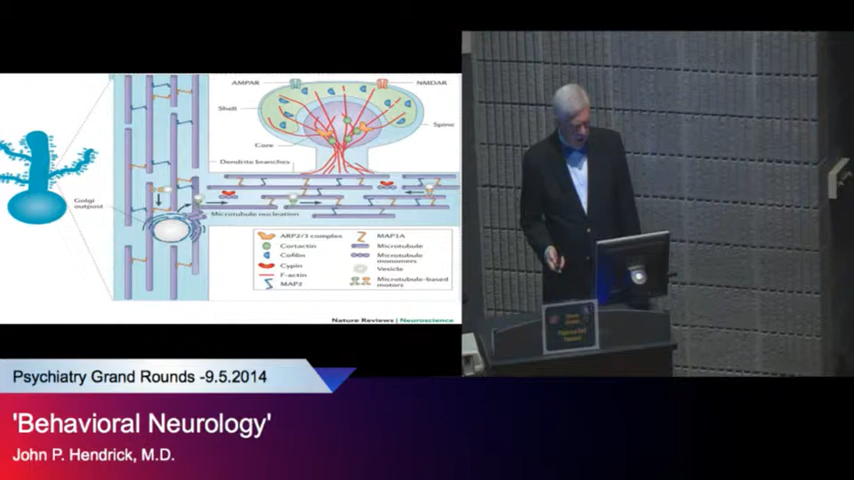 AMPAR
NMDAR
Shell
Spine
Core
Dendrite branches
Golgi
outpost
Microtubule nucleation
ARP2/3 complex
Cortactin
Cofilin
Cypin
F-actin
MAP2
MAP1A
Microtubule
Microtubule
monomers
Vesicle
Microtubule-based
motors
Nature Reviews | Neuroscience
Psychiatry Grand Rounds -9.5.2014
'Behavioral Neurology'
John P. Hendrick, M.D.